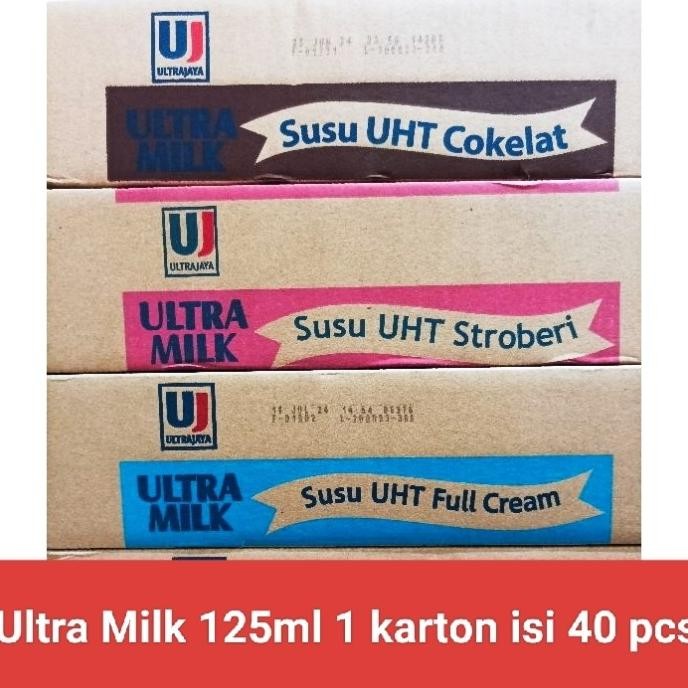 UJ
ULTRAJAYA
ULTRA
MILK
Susu UHT Cokelat
UJ
ULTRAJAYA
ULTRA
MILK
Susu UHT Stroberi
UJ
ULTRAJAYA
ULTRA
MILK
Susu UHT Full Cream
Ultra Milk 125ml 1 karton isi 40 pcs